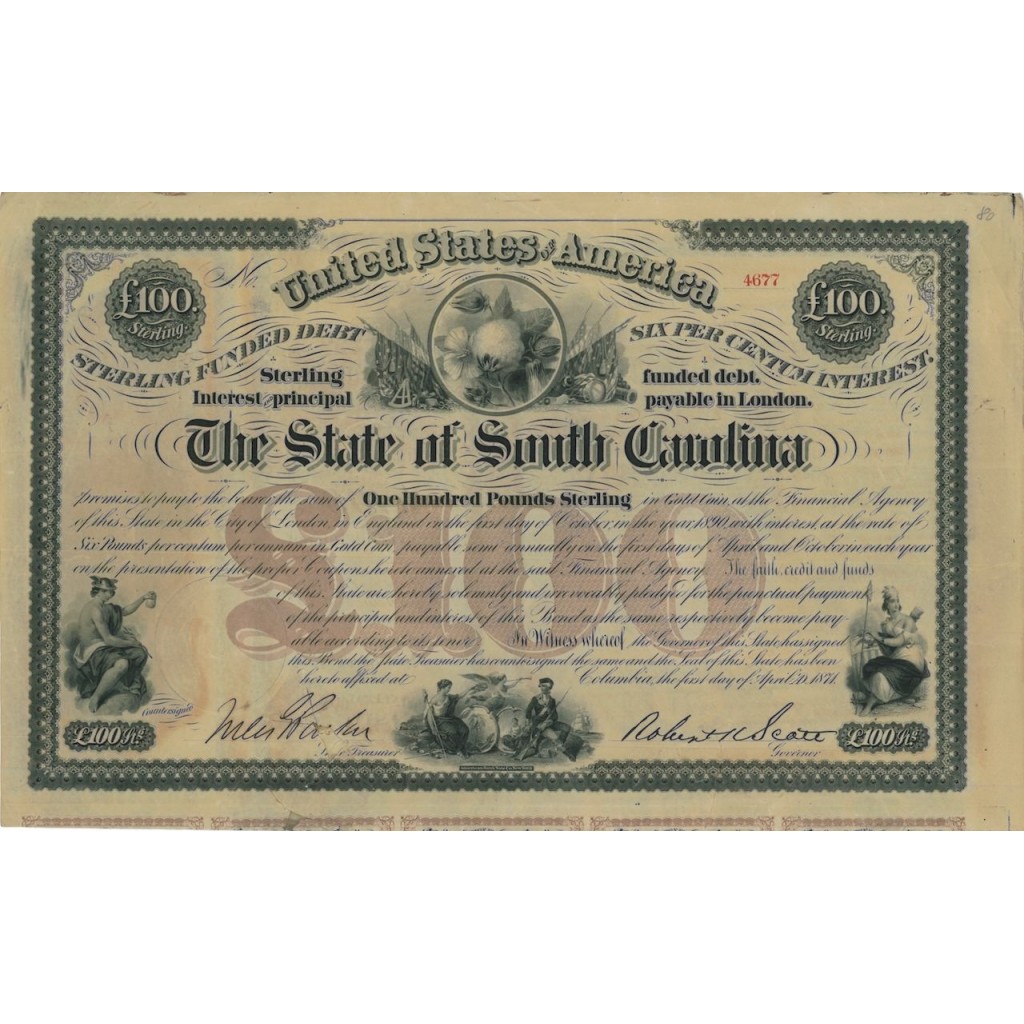 83
United States of America
No. 4677
£100. Sterling.
£100. Sterling.
STERLING FUNDED DEBT
SIX PER CENTUM INTEREST.
Sterling funded debt.
Interest and principal payable in London.
The State of South Carolina
promises to pay to the bearer the sum of One Hundred Pounds Sterling in Gold Coin at the Financial Agency
of this State in the City of London, in England on the first day of October, in the year, 1890, with interest, at the rate of
Six Pounds per centum per annum in Gold Coin payable semi annually on the first days of April and October in each year
on the presentation of the proper Coupons hereto annexed at the said Financial Agency. The faith, credit and funds
of this State are hereby solemnly and irrevocably pledged for the punctual payment
of the principal and interest of this Bond as the same respectively become pay
able according to its tenor. In Witness whereof the Governor of this State has signed
this Bond the State Treasurer has countersigned the same and the Seal of this State has been
hereto affixed at Columbia, the first day of April A.D. 1871.
$100
Countersigned
Niles G Parker
State Treasurer
Robert K Scott
Governor
£100 Stg
£100 Stg